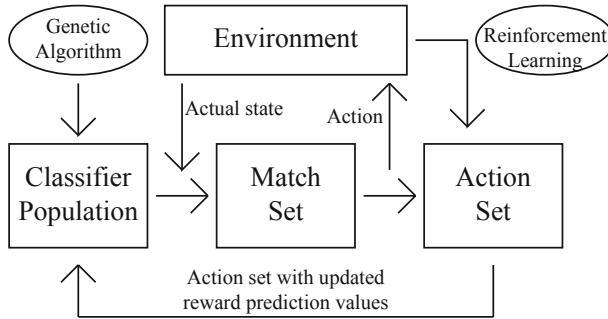 Genetic
Algorithm
Environment
Reinforcement
Learning
Actual state
Action
Classifier
Population
Match
Set
Action
Set
Action set with updated
reward prediction values